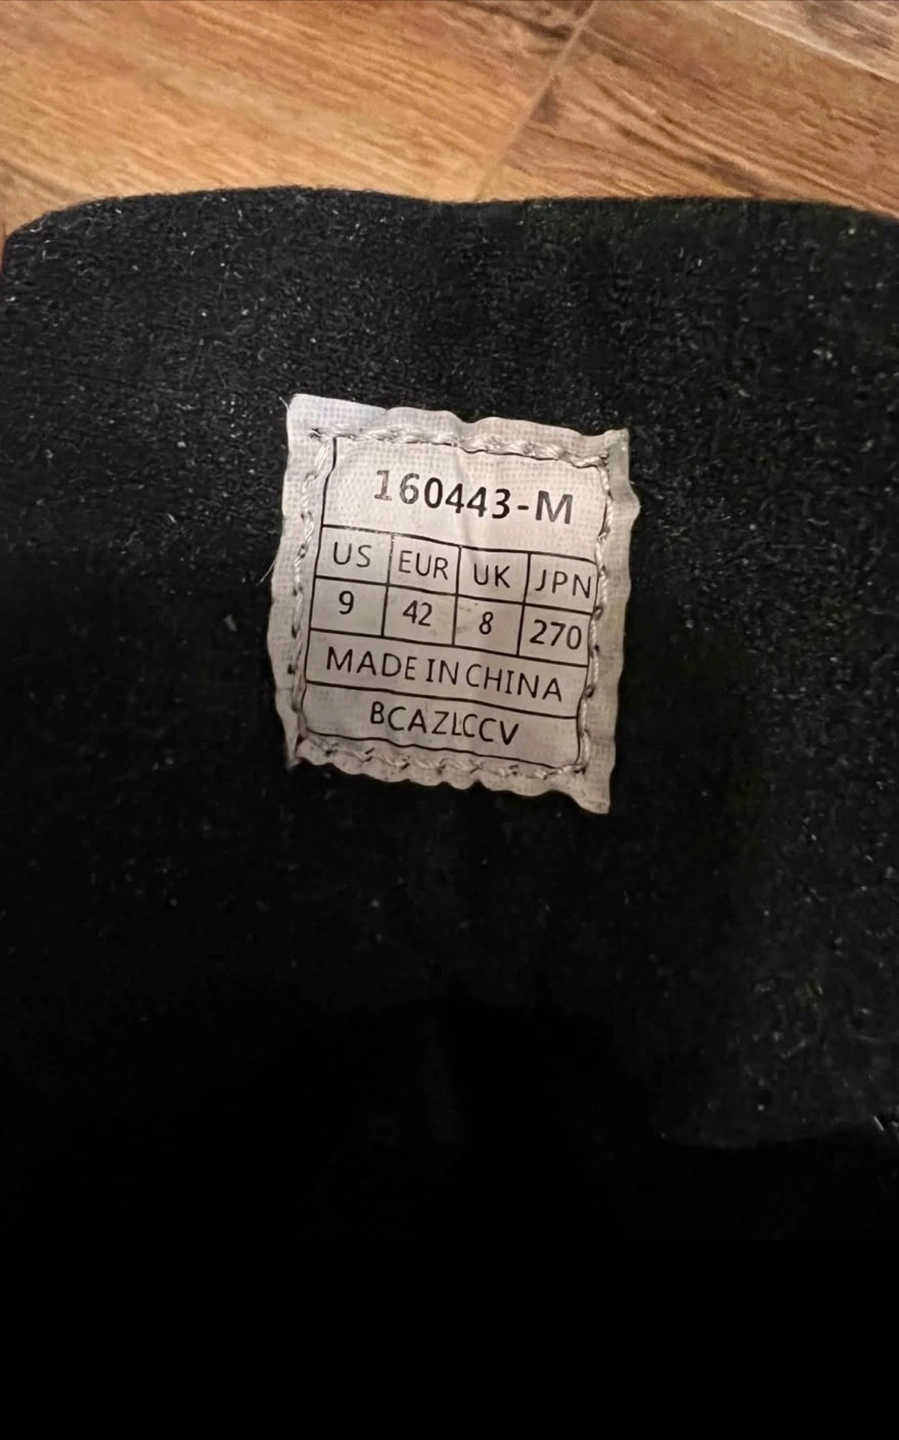 160443-M
US EUR UK JPN
9 42 8 270
MADE IN CHINA
BCAZLCCV